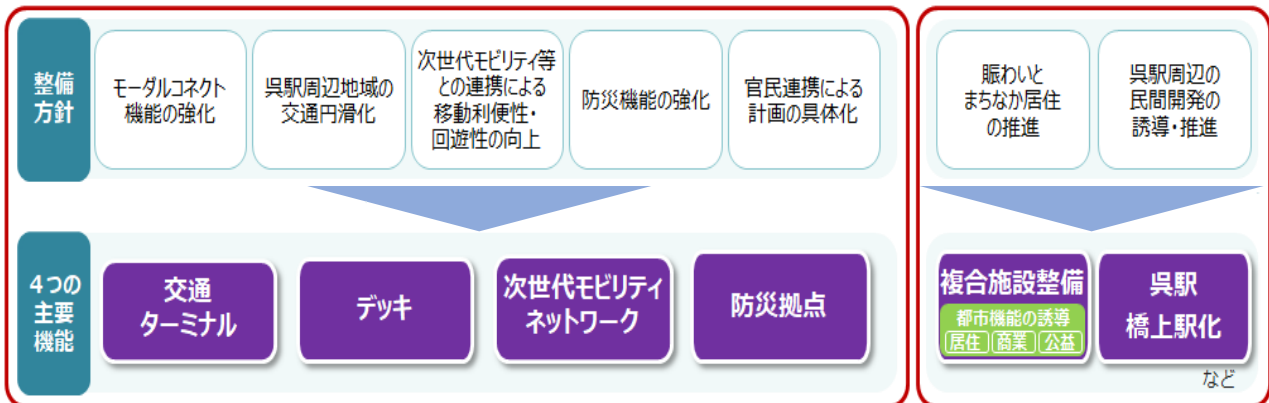 整備
方針
モーダルコネクト
機能の強化
呉駅周辺地域の
交通円滑化
次世代モビリティ等
との連携による
移動利便性・
回遊性の向上
防災機能の強化
官民連携による
計画の具体化
賑わいと
まちなか居住
の推進
呉駅周辺の
民間開発の
誘導・推進
4つの
主要
機能
交通
ターミナル
デッキ
次世代モビリティ
ネットワーク
防災拠点
複合施設整備
都市機能の誘導
居住 商業 公益
呉駅
橋上駅化
など